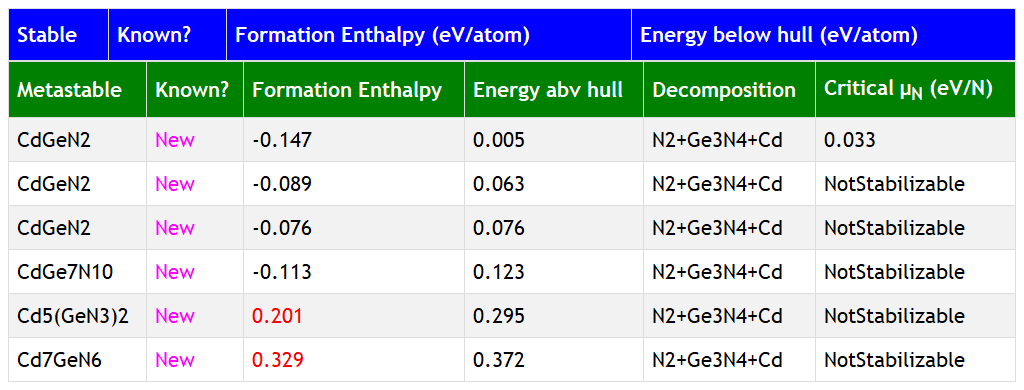 Stable Known? Formation Enthalpy (eV/atom) Energy below hull (eV/atom)
Metastable Known? Formation Enthalpy Energy abv hull Decomposition Critical μN (eV/N)
CdGeN2 New -0.147 0.005 N2+Ge3N4+Cd 0.033
CdGeN2 New -0.089 0.063 N2+Ge3N4+Cd NotStabilizable
CdGeN2 New -0.076 0.076 N2+Ge3N4+Cd NotStabilizable
CdGe7N10 New -0.113 0.123 N2+Ge3N4+Cd NotStabilizable
Cd5(GeN3)2 New 0.201 0.295 N2+Ge3N4+Cd NotStabilizable
Cd7GeN6 New 0.329 0.372 N2+Ge3N4+Cd NotStabilizable